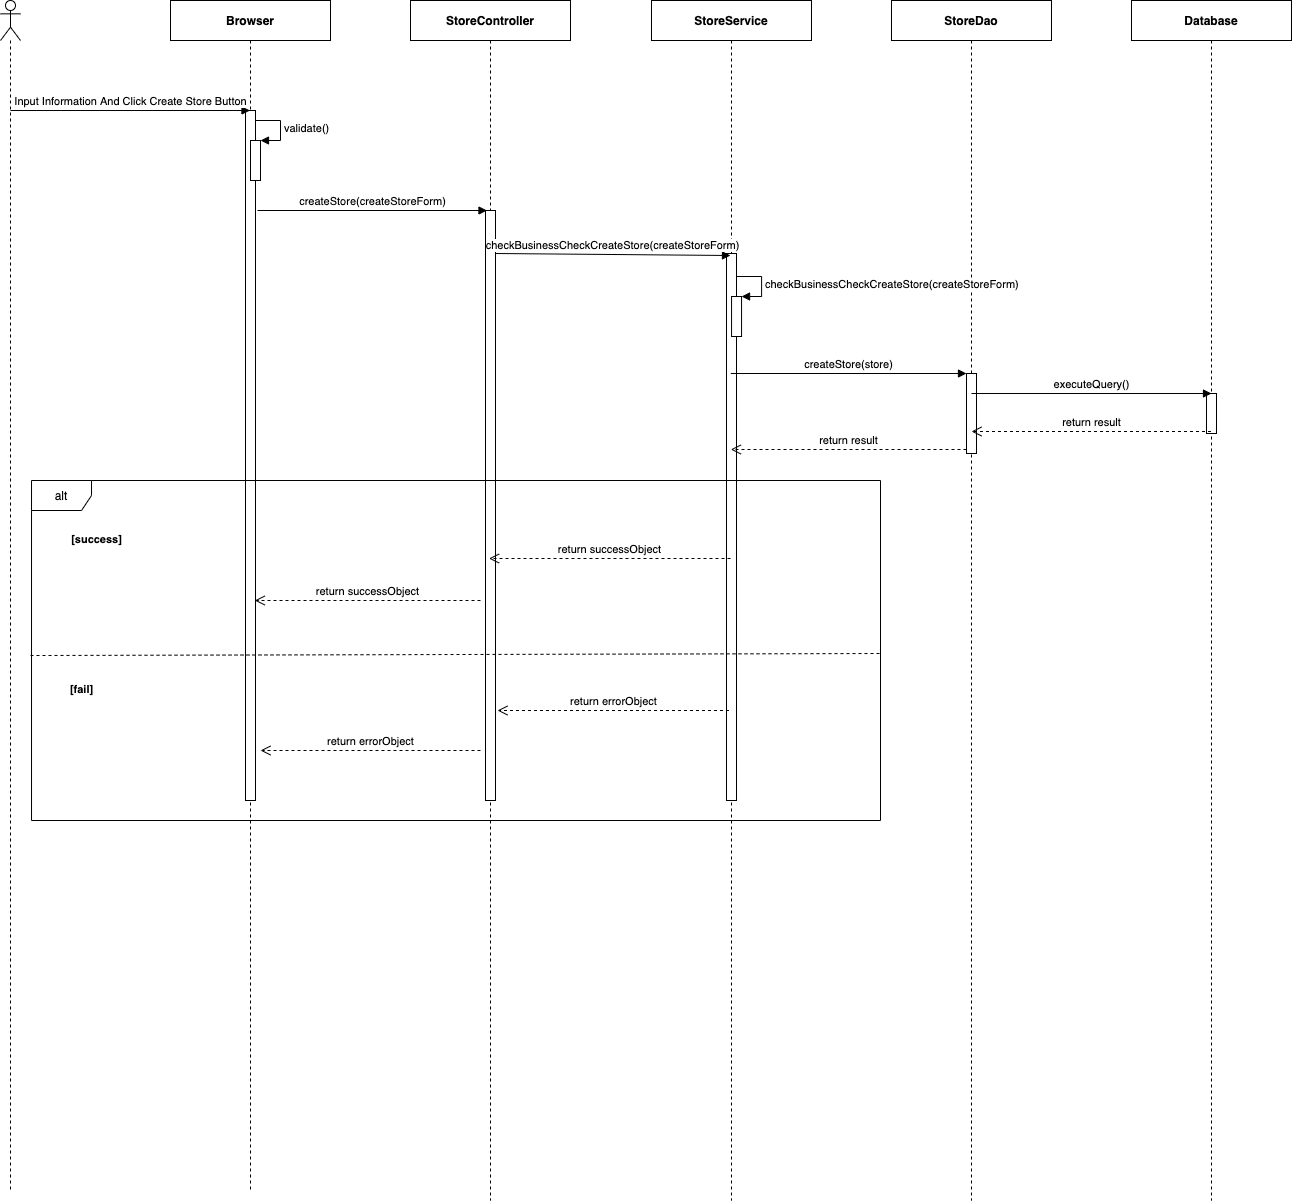 Browser
StoreController
StoreService
StoreDao
Database
Input Information And Click Create Store Button
validate()
createStore(createStoreForm)
checkBusinessCheckCreateStore(createStoreForm)
checkBusinessCheckCreateStore(createStoreForm)
createStore(store)
executeQuery()
return result
return result
alt
[success]
return successObject
return successObject
[fail]
return errorObject
return errorObject